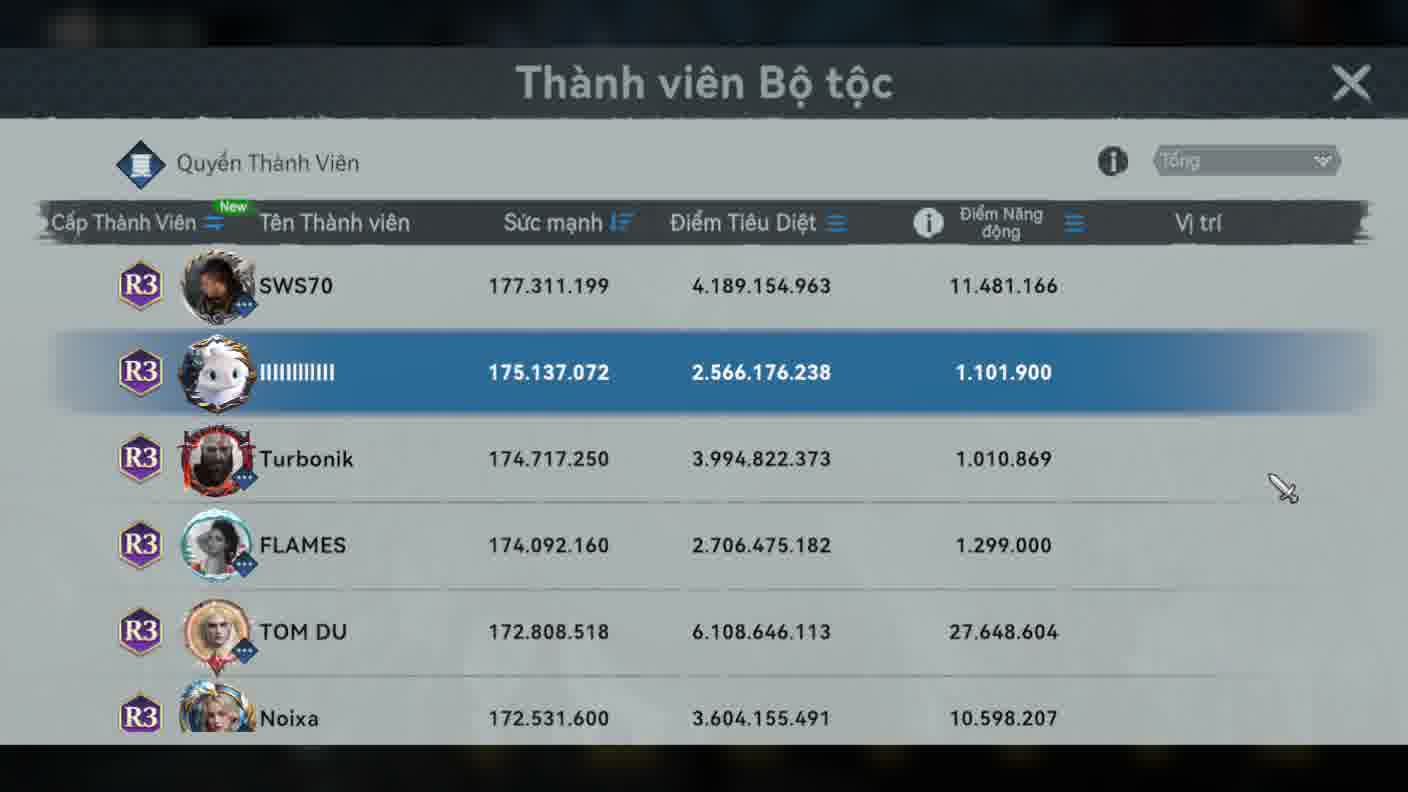 Thành viên Bộ tộc
Quyển Thành Viên
Tổng
Cấp Thành Viên New Tên Thành viên Sức mạnh Điểm Tiêu Diệt Điểm Năng động Vị trí
R3 SWS70 177.311.199 4.189.154.963 11.481.166
R3 IIIIIIIIIIII 175.137.072 2.566.176.238 1.101.900
R3 Turbonik 174.717.250 3.994.822.373 1.010.869
R3 FLAMES 174.092.160 2.706.475.182 1.299.000
R3 TOM DU 172.808.518 6.108.646.113 27.648.604
R3 Noixa 172.531.600 3.604.155.491 10.598.207